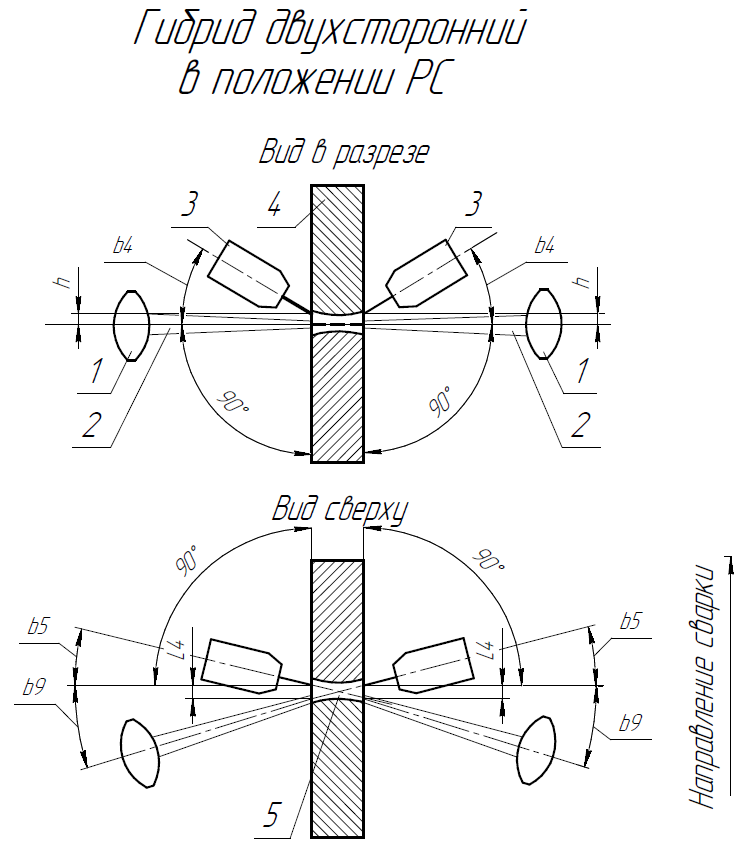 Гибрид двухсторонний
в положении РС
Вид в разрезе
3
4
3
b4
b4
h
h
1
1
2
2
90°
90°
Вид сверху
90°
90°
b5
b5
L4
L4
b9
b9
5
Направление сварки